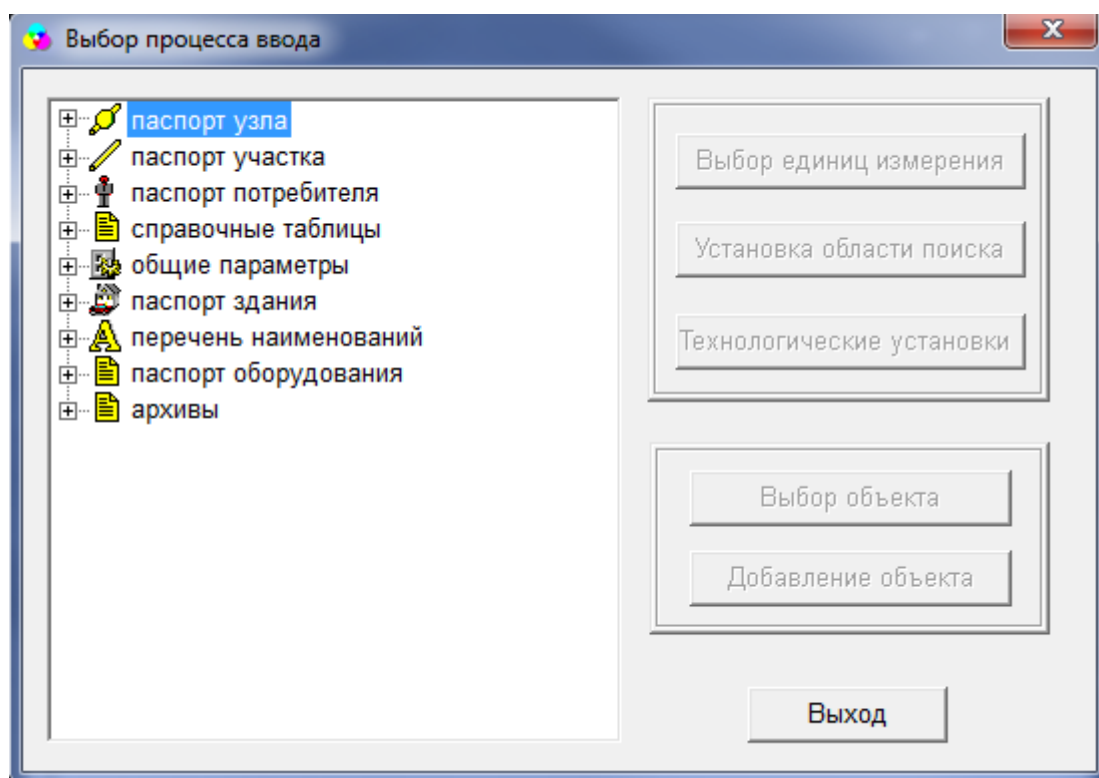 Выбор процесса ввода
паспорт узла
паспорт участка
паспорт потребителя
справочные таблицы
общие параметры
паспорт здания
перечень наименований
паспорт оборудования
архивы
Выбор единиц измерения
Установка области поиска
Технологические установки
Выбор объекта
Добавление объекта
Выход